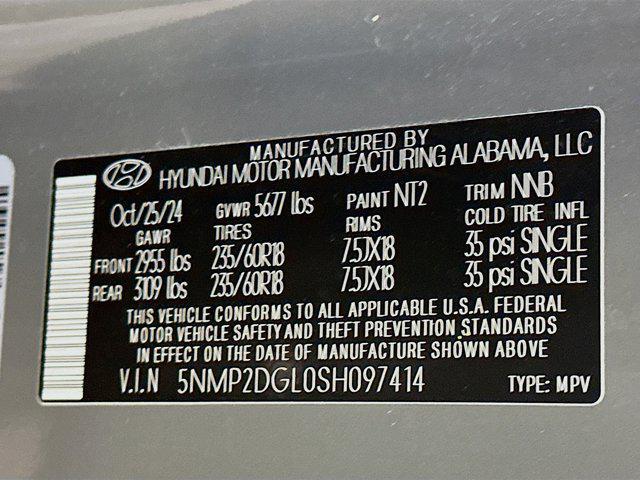 MANUFACTURED BY
HYUNDAI MOTOR MANUFACTURING ALABAMA, LLC
Oct/25/24 GVWR 5677 lbs PAINT NT2 TRIM NNB
GAWR TIRES RIMS COLD TIRE INFL
FRONT 2955 lbs 235/60R18 7.5JX18 35 psi SINGLE
REAR 3109 lbs 235/60R18 7.5JX18 35 psi SINGLE
THIS VEHICLE CONFORMS TO ALL APPLICABLE U.S.A. FEDERAL
MOTOR VEHICLE SAFETY AND THEFT PREVENTION STANDARDS
IN EFFECT ON THE DATE OF MANUFACTURE SHOWN ABOVE
V.I.N 5NMP2DGL0SH097414 TYPE: MPV